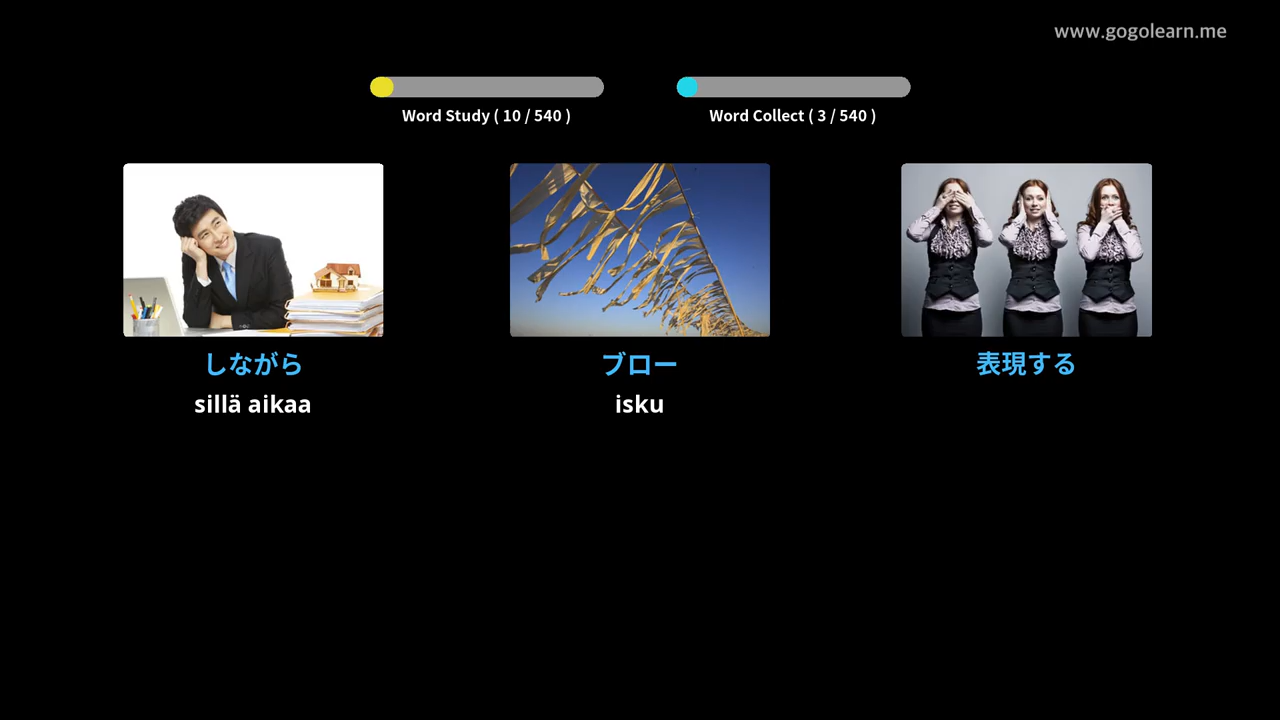 www.gogolearn.me
Word Study ( 10 / 540 )
Word Collect ( 3 / 540 )
しながら
ブロー
表現する
sillä aikaa
isku